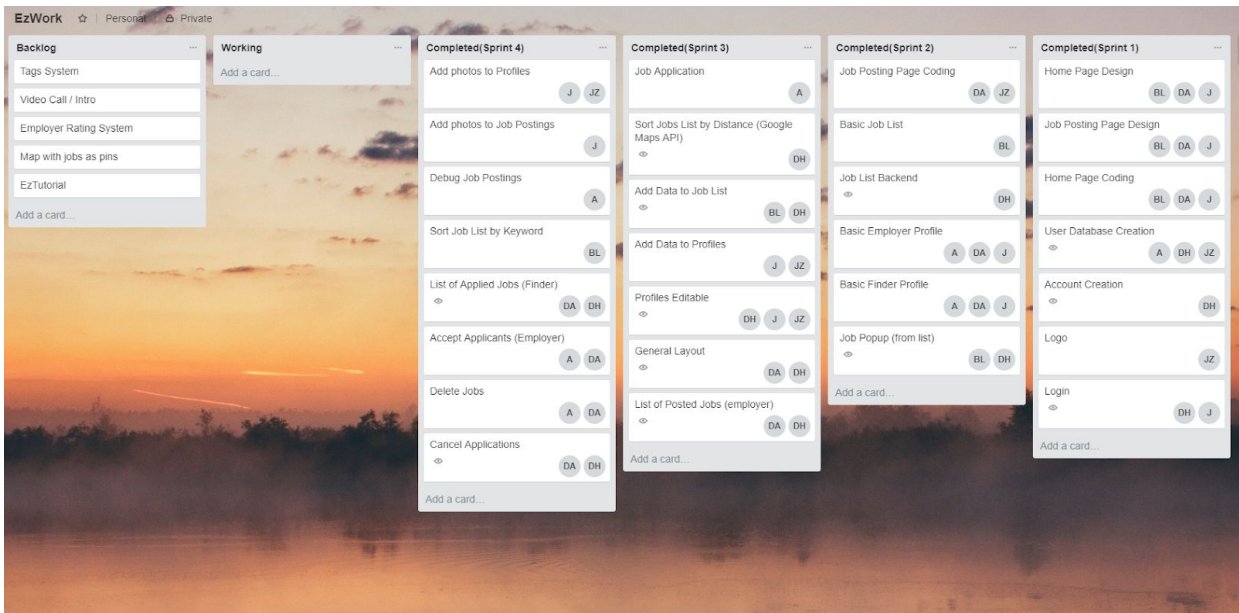 EzWork Personal Private
Backlog ...
Tags System
Video Call / Intro
Employer Rating System
Map with jobs as pins
EzTutorial
Add a card...
Working ...
Add a card...
Completed(Sprint 4) ...
Add photos to Profiles
J JZ
Add photos to Job Postings
J
Debug Job Postings
A
Sort Job List by Keyword
BL
List of Applied Jobs (Finder)
DA DH
Accept Applicants (Employer)
A DA
Delete Jobs
A DA
Cancel Applications
DA DH
Add a card...
Completed(Sprint 3) ...
Job Application
A
Sort Jobs List by Distance (Google
Maps API)
DH
Add Data to Job List
BL DH
Add Data to Profiles
J JZ
Profiles Editable
DH J JZ
General Layout
DA DH
List of Posted Jobs (employer)
DA DH
Add a card...
Completed(Sprint 2) ...
Job Posting Page Coding
DA JZ
Basic Job List
BL
Job List Backend
DH
Basic Employer Profile
A DA J
Basic Finder Profile
A DA J
Job Popup (from list)
BL DH
Add a card...
Completed(Sprint 1) ...
Home Page Design
BL DA J
Job Posting Page Design
BL DA J
Home Page Coding
BL DA J
User Database Creation
A DH JZ
Account Creation
DH
Logo
JZ
Login
DH J
Add a card...